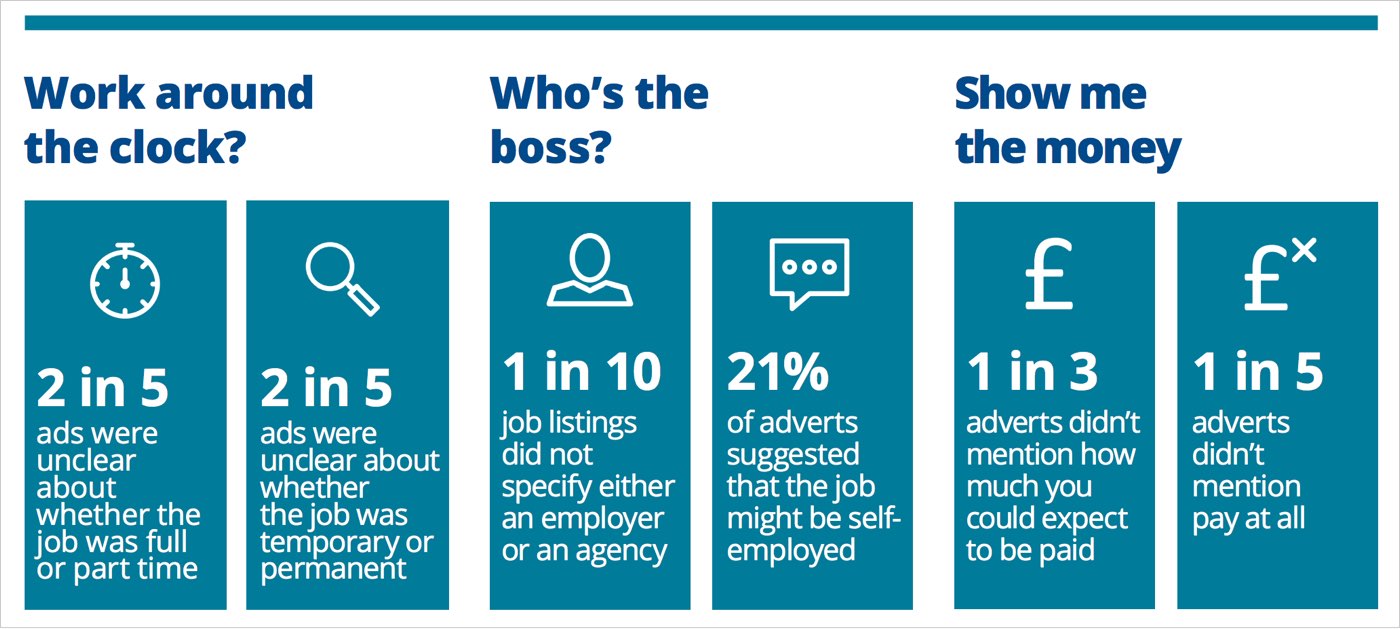 Work around
the clock?
2 in 5
ads were
unclear
about
whether the
job was full
or part time
2 in 5
ads were
unclear about
whether
the job was
temporary or
permanent
Who’s the
boss?
1 in 10
job listings
did not
specify either
an employer
or an agency
21%
of adverts
suggested
that the job
might be self-
employed
Show me
the money
£
1 in 3
adverts didn’t
mention how
much you
could expect
to be paid
£×
1 in 5
adverts
didn’t
mention
pay at all